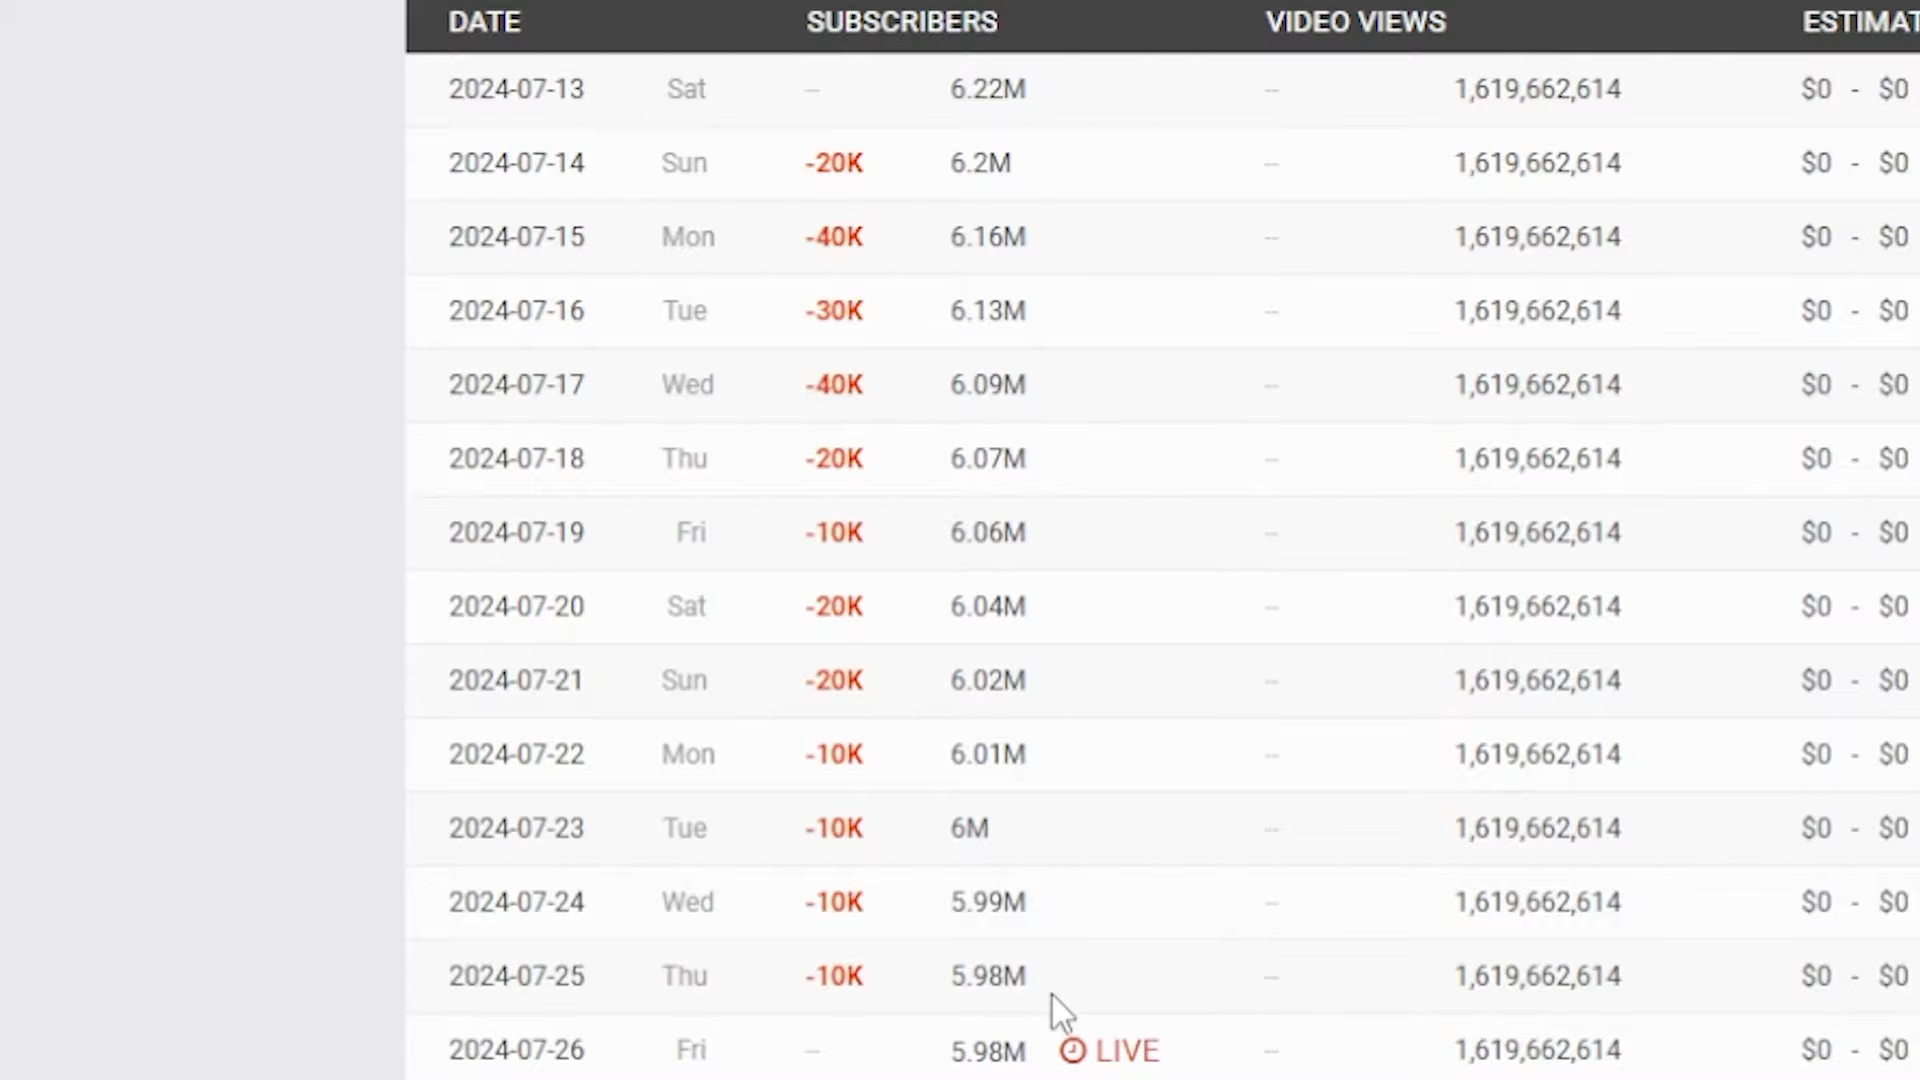 DATE SUBSCRIBERS VIDEO VIEWS ESTIMAT
2024-07-13 Sat -- 6.22M -- 1,619,662,614 $0 - $0
2024-07-14 Sun -20K 6.2M -- 1,619,662,614 $0 - $0
2024-07-15 Mon -40K 6.16M -- 1,619,662,614 $0 - $0
2024-07-16 Tue -30K 6.13M -- 1,619,662,614 $0 - $0
2024-07-17 Wed -40K 6.09M -- 1,619,662,614 $0 - $0
2024-07-18 Thu -20K 6.07M -- 1,619,662,614 $0 - $0
2024-07-19 Fri -10K 6.06M -- 1,619,662,614 $0 - $0
2024-07-20 Sat -20K 6.04M -- 1,619,662,614 $0 - $0
2024-07-21 Sun -20K 6.02M -- 1,619,662,614 $0 - $0
2024-07-22 Mon -10K 6.01M -- 1,619,662,614 $0 - $0
2024-07-23 Tue -10K 6M -- 1,619,662,614 $0 - $0
2024-07-24 Wed -10K 5.99M -- 1,619,662,614 $0 - $0
2024-07-25 Thu -10K 5.98M -- 1,619,662,614 $0 - $0
2024-07-26 Fri -- 5.98M LIVE -- 1,619,662,614 $0 - $0